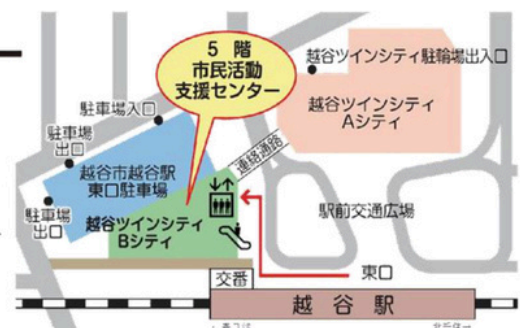 5 階
市民活動
支援センター
越谷ツインシティ駐輪場出入口
越谷ツインシティ
Aシティ
駐車場入口
駐車場
出口
越谷市越谷駅
東口駐車場
連絡通路
駐車場
出口
越谷ツインシティ
Bシティ
駅前交通広場
交番
東口
越谷駅